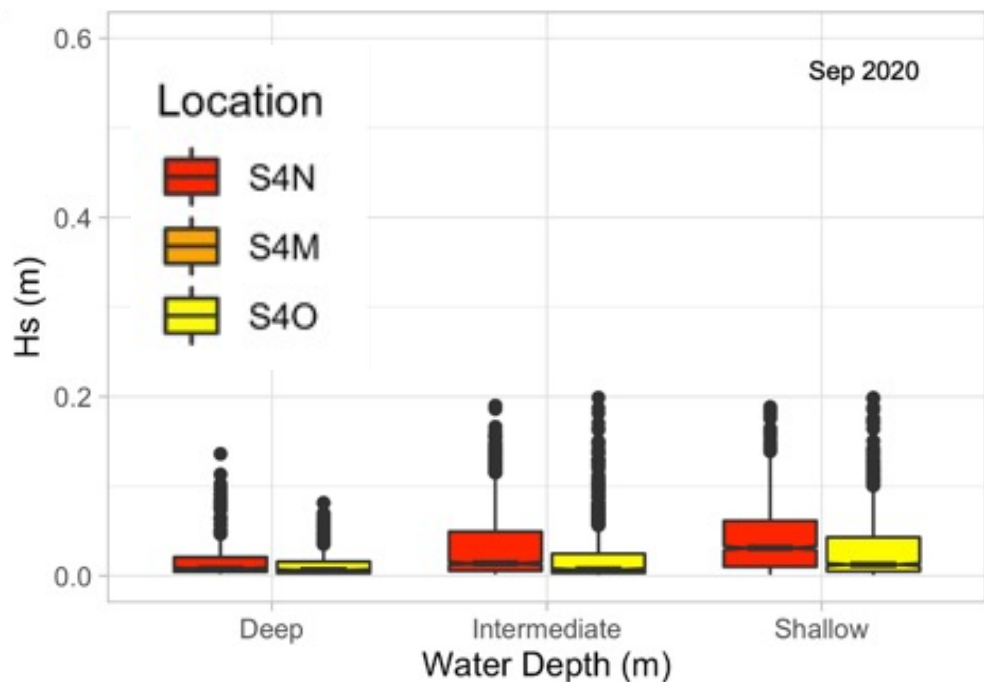 0.6
Sep 2020
Location
S4N
S4M
S4O
0.4
0.2
0.0
Hs (m)
Deep
Intermediate
Shallow
Water Depth (m)